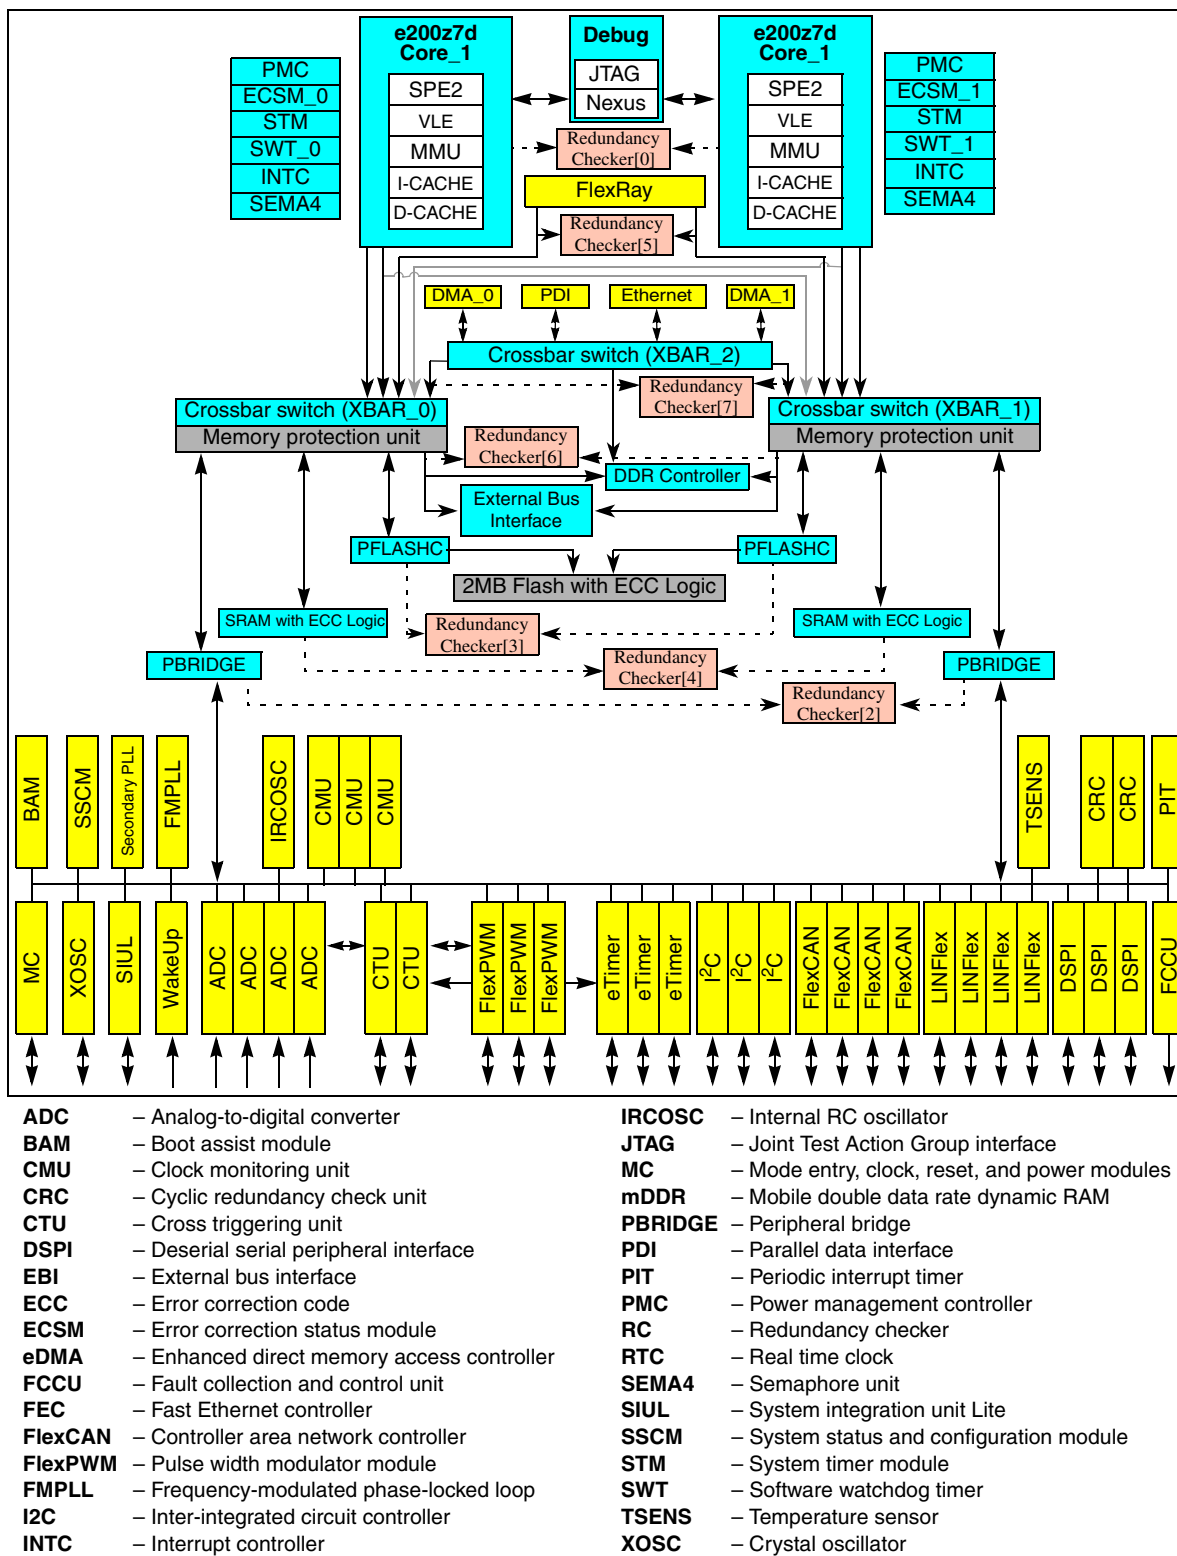 e200z7d
Core_1
SPE2
VLE
MMU
I-CACHE
D-CACHE
Debug
JTAG
Nexus
e200z7d
Core_1
SPE2
VLE
MMU
I-CACHE
D-CACHE
PMC
ECSM_0
STM
SWT_0
INTC
SEMA4
PMC
ECSM_1
STM
SWT_1
INTC
SEMA4
Redundancy
Checker[0]
FlexRay
Redundancy
Checker[5]
DMA_0
PDI
Ethernet
DMA_1
Crossbar switch (XBAR_2)
Redundancy
Checker[7]
Crossbar switch (XBAR_0)
Memory protection unit
Crossbar switch (XBAR_1)
Memory protection unit
Redundancy
Checker[6]
DDR Controller
External Bus
Interface
PFLASHC
PFLASHC
2MB Flash with ECC Logic
SRAM with ECC Logic
SRAM with ECC Logic
Redundancy
Checker[3]
Redundancy
Checker[4]
PBRIDGE
PBRIDGE
Redundancy
Checker[2]
BAM
SSCM
Secondary PLL
FMPLL
IRCOSC
CMU
CMU
CMU
TSENS
CRC
CRC
PIT
MC
XOSC
SIUL
WakeUp
ADC
ADC
ADC
ADC
CTU
CTU
FlexPWM
FlexPWM
FlexPWM
eTimer
eTimer
eTimer
I²C
I²C
I²C
FlexCAN
FlexCAN
FlexCAN
FlexCAN
LINFlex
LINFlex
LINFlex
LINFlex
DSPI
DSPI
DSPI
FCCU
ADC – Analog-to-digital converter
BAM – Boot assist module
CMU – Clock monitoring unit
CRC – Cyclic redundancy check unit
CTU – Cross triggering unit
DSPI – Deserial serial peripheral interface
EBI – External bus interface
ECC – Error correction code
ECSM – Error correction status module
eDMA – Enhanced direct memory access controller
FCCU – Fault collection and control unit
FEC – Fast Ethernet controller
FlexCAN – Controller area network controller
FlexPWM – Pulse width modulator module
FMPLL – Frequency-modulated phase-locked loop
I2C – Inter-integrated circuit controller
INTC – Interrupt controller
IRCOSC – Internal RC oscillator
JTAG – Joint Test Action Group interface
MC – Mode entry, clock, reset, and power modules
mDDR – Mobile double data rate dynamic RAM
PBRIDGE – Peripheral bridge
PDI – Parallel data interface
PIT – Periodic interrupt timer
PMC – Power management controller
RC – Redundancy checker
RTC – Real time clock
SEMA4 – Semaphore unit
SIUL – System integration unit Lite
SSCM – System status and configuration module
STM – System timer module
SWT – Software watchdog timer
TSENS – Temperature sensor
XOSC – Crystal oscillator